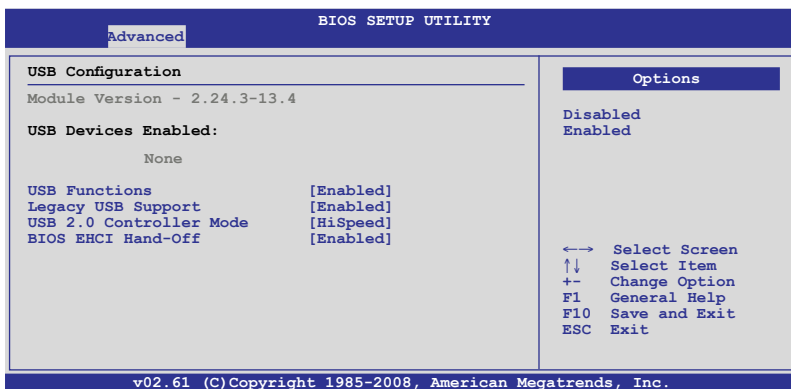 BIOS SETUP UTILITY
Advanced
USB Configuration
Module Version - 2.24.3-13.4
USB Devices Enabled:
None
USB Functions [Enabled]
Legacy USB Support [Enabled]
USB 2.0 Controller Mode [HiSpeed]
BIOS EHCI Hand-Off [Enabled]
Options
Disabled
Enabled
←→ Select Screen
↑↓ Select Item
+- Change Option
F1 General Help
F10 Save and Exit
ESC Exit
v02.61 (C)Copyright 1985-2008, American Megatrends, Inc.